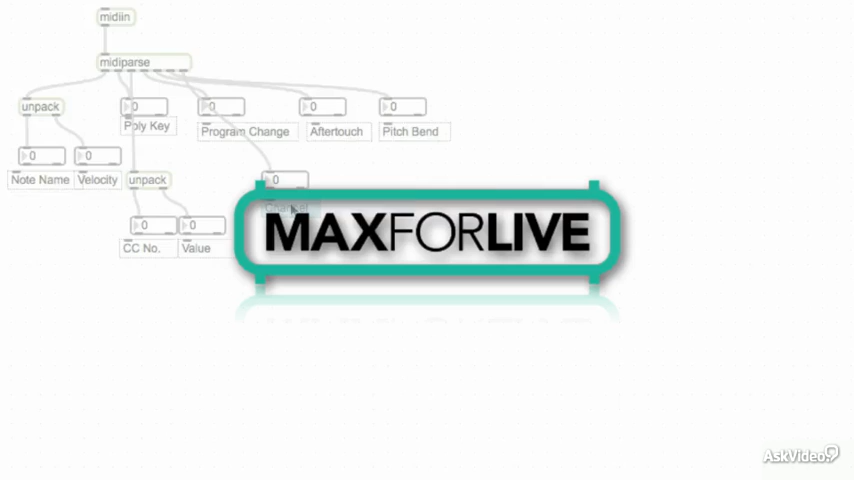 midiin
midiparse
unpack
0
0
0
0
Poly Key
Program Change
Aftertouch
Pitch Bend
0
0
Note Name
Velocity
unpack
0
Channel
0
0
CC No.
Value
MAXFORLIVE
AskVideo